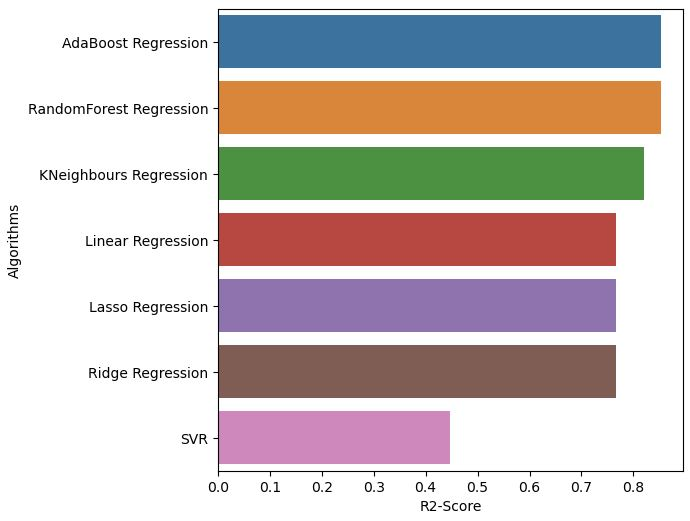 Algorithms
AdaBoost Regression
RandomForest Regression
KNeighbours Regression
Linear Regression
Lasso Regression
Ridge Regression
SVR
0.0 0.1 0.2 0.3 0.4 0.5 0.6 0.7 0.8
R2-Score